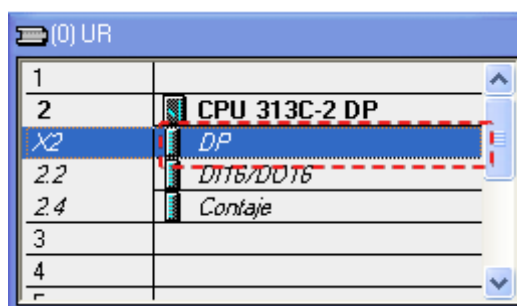 (0) UR
1
2 CPU 313C-2 DP
X2 DP
2.2 DI16/DO16
2.4 Contaje
3
4